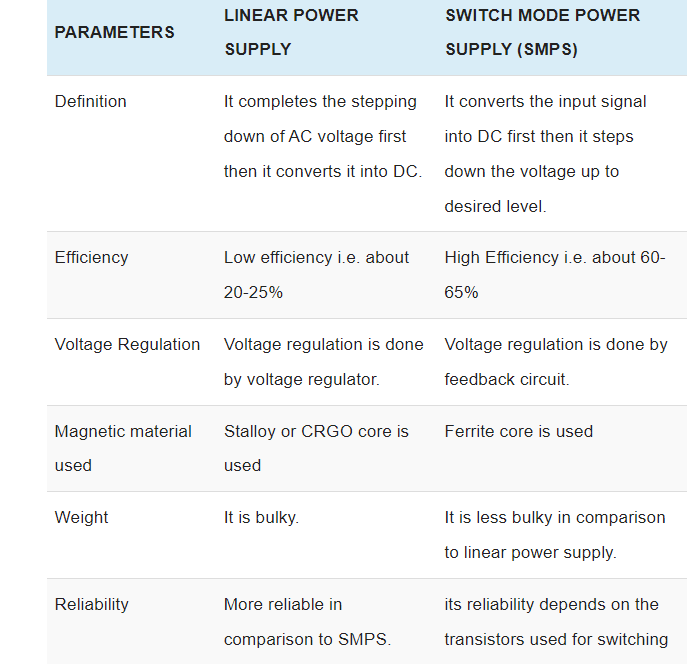 PARAMETERS
LINEAR POWER
SUPPLY
SWITCH MODE POWER
SUPPLY (SMPS)
Definition
It completes the stepping
down of AC voltage first
then it converts it into DC.
It converts the input signal
into DC first then it steps
down the voltage up to
desired level.
Efficiency
Low efficiency i.e. about
20-25%
High Efficiency i.e. about 60-
65%
Voltage Regulation
Voltage regulation is done
by voltage regulator.
Voltage regulation is done by
feedback circuit.
Magnetic material
used
Stalloy or CRGO core is
used
Ferrite core is used
Weight
It is bulky.
It is less bulky in comparison
to linear power supply.
Reliability
More reliable in
comparison to SMPS.
its reliability depends on the
transistors used for switching